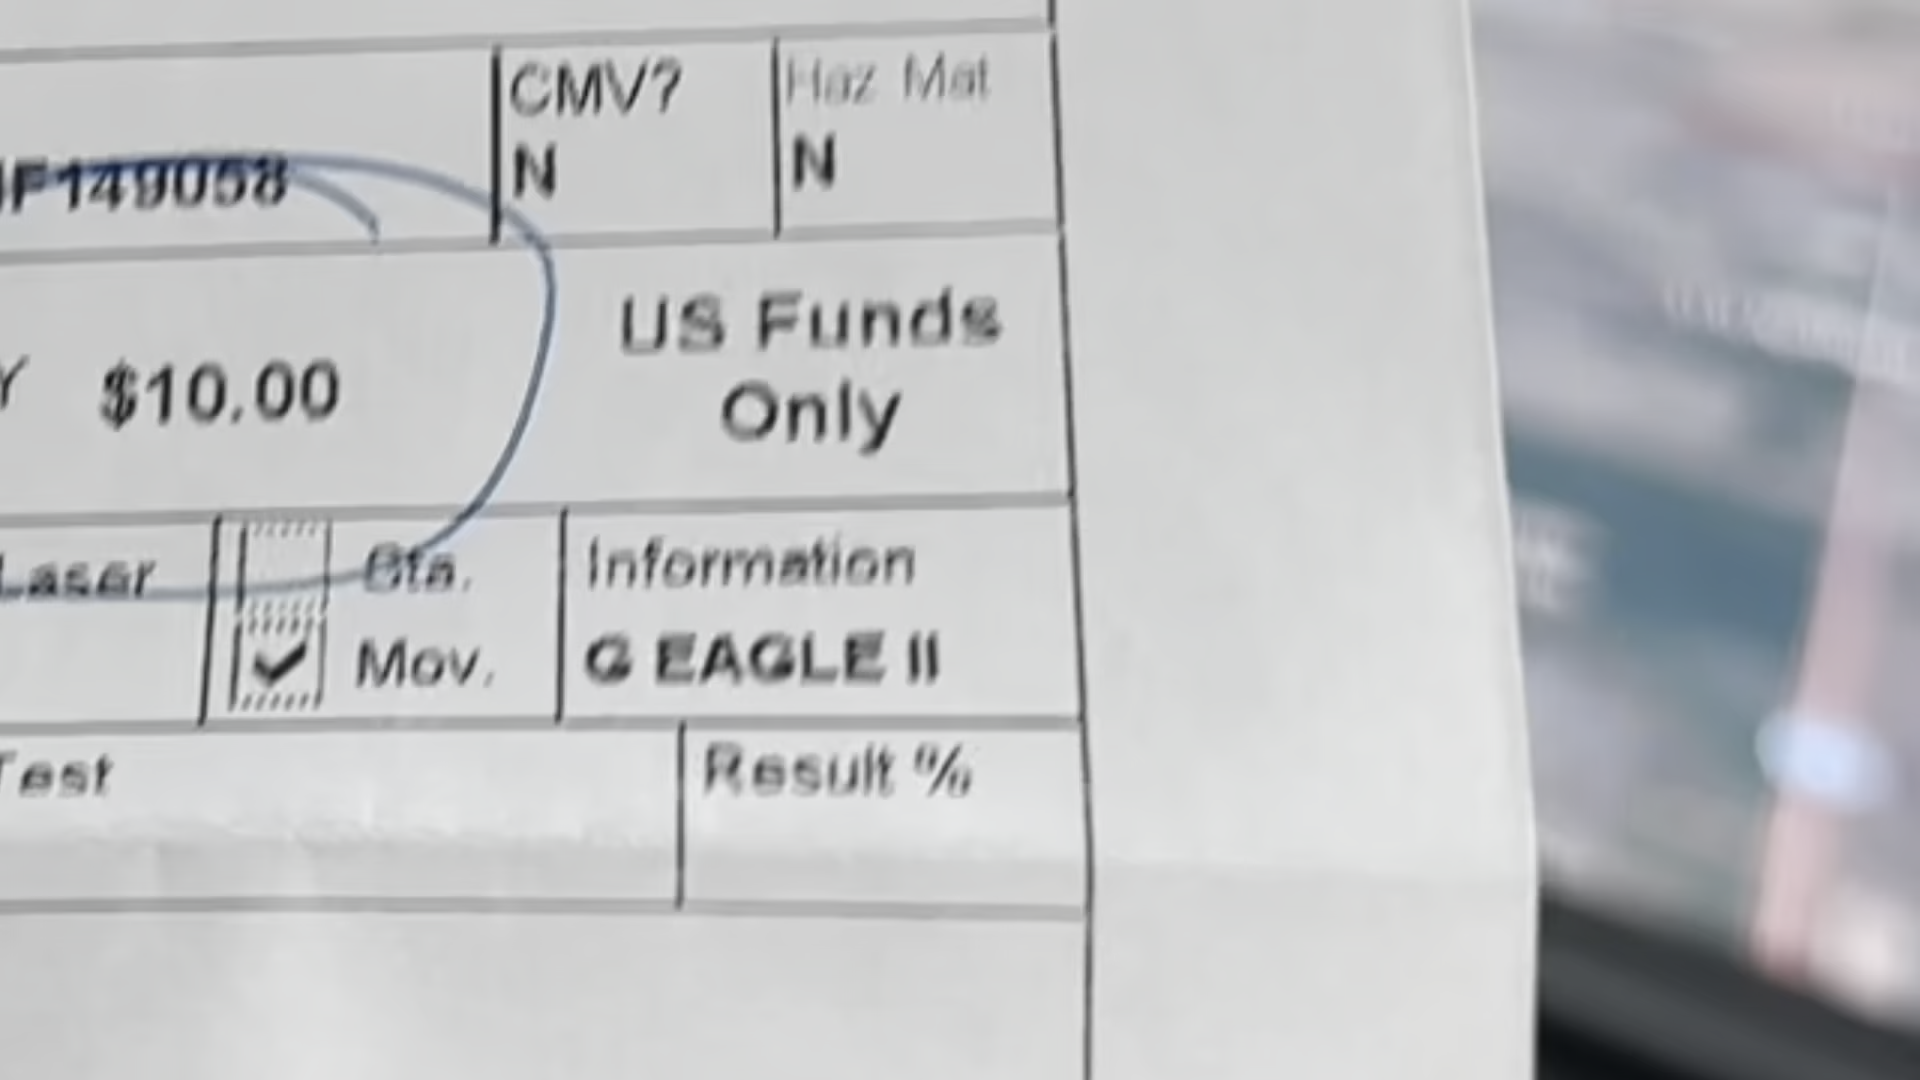 CMV?
Haz Mat
F149058
N
N
US Funds
Only
Y $10.00
Laser
Sta.
Information
Mov.
G EAGLE II
Test
Result %